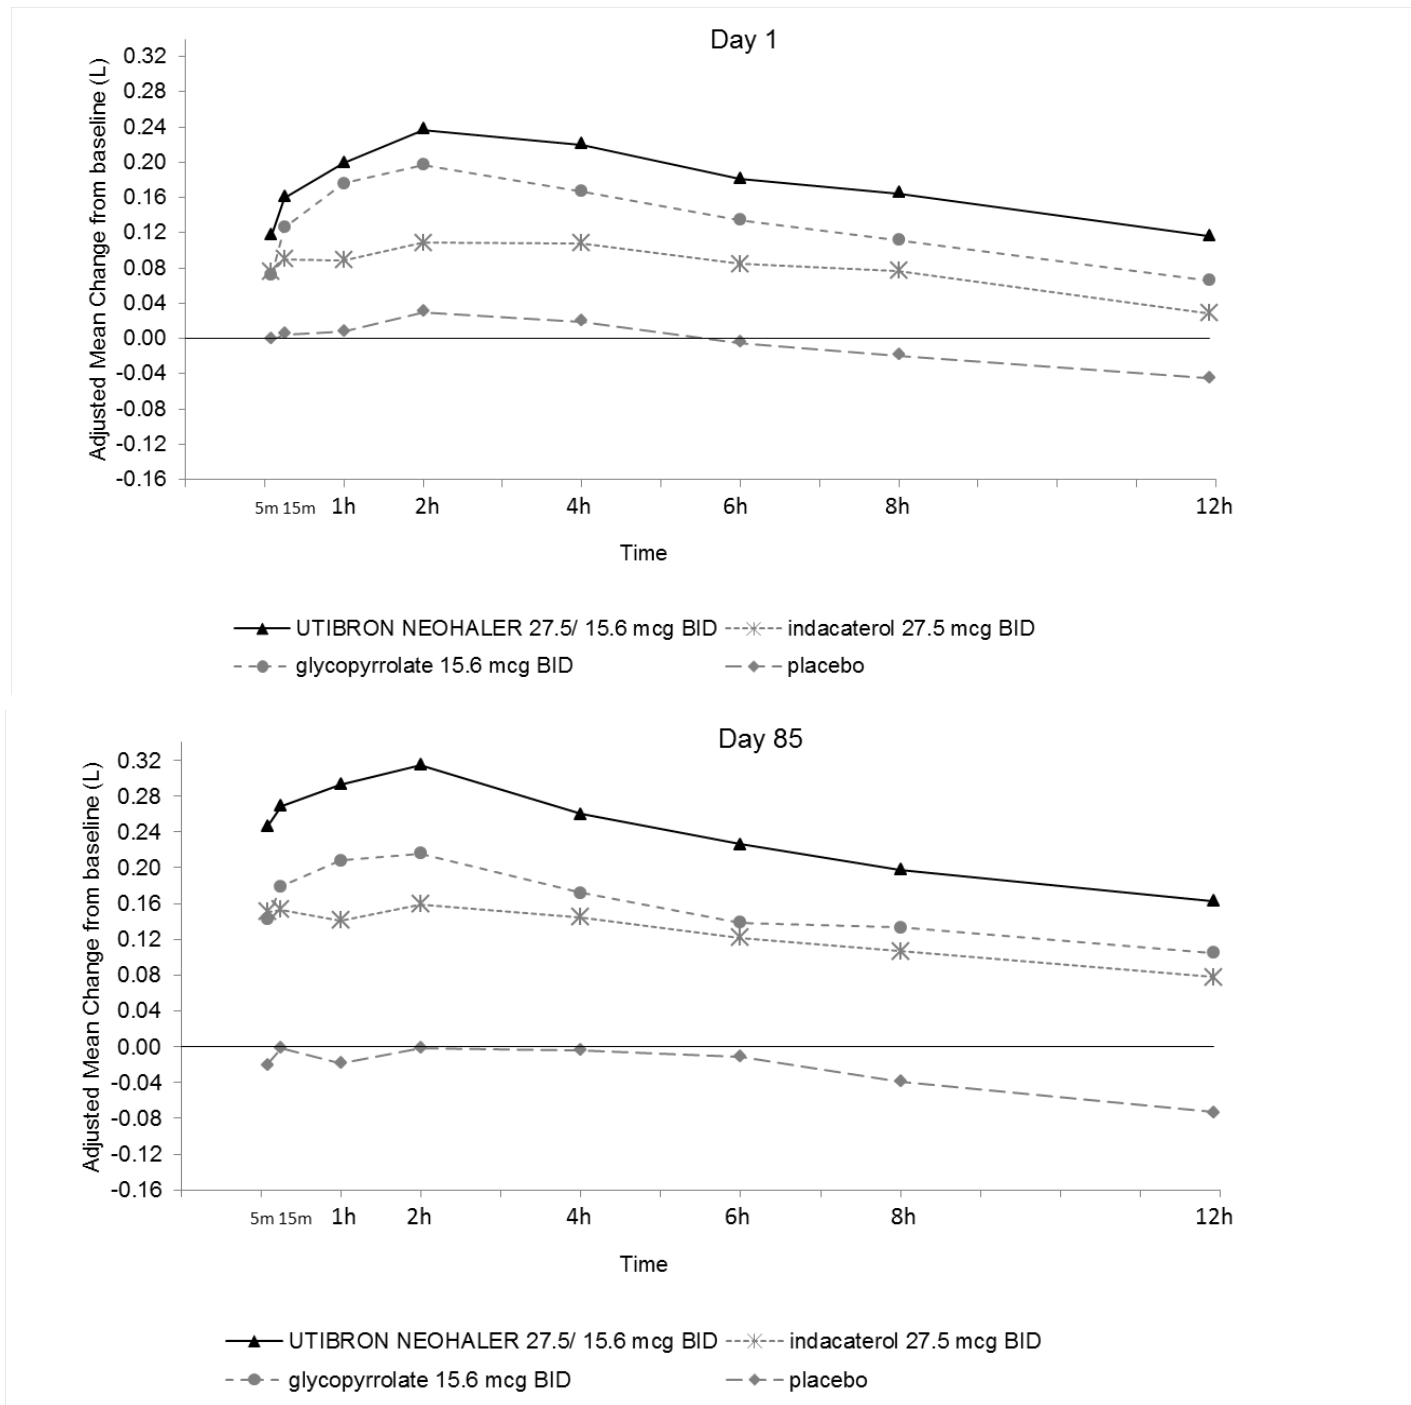 Day 1
Adjusted Mean Change from baseline (L)
0.32
0.28
0.24
0.20
0.16
0.12
0.08
0.04
0.00
-0.04
-0.08
-0.12
-0.16
5m 15m 1h 2h 4h 6h 8h 12h
Time
UTIBRON NEOHALER 27.5/ 15.6 mcg BID indacaterol 27.5 mcg BID
glycopyrrolate 15.6 mcg BID placebo
Day 85
Adjusted Mean Change from baseline (L)
0.32
0.28
0.24
0.20
0.16
0.12
0.08
0.04
0.00
-0.04
-0.08
-0.12
-0.16
5m 15m 1h 2h 4h 6h 8h 12h
Time
UTIBRON NEOHALER 27.5/ 15.6 mcg BID indacaterol 27.5 mcg BID
glycopyrrolate 15.6 mcg BID placebo